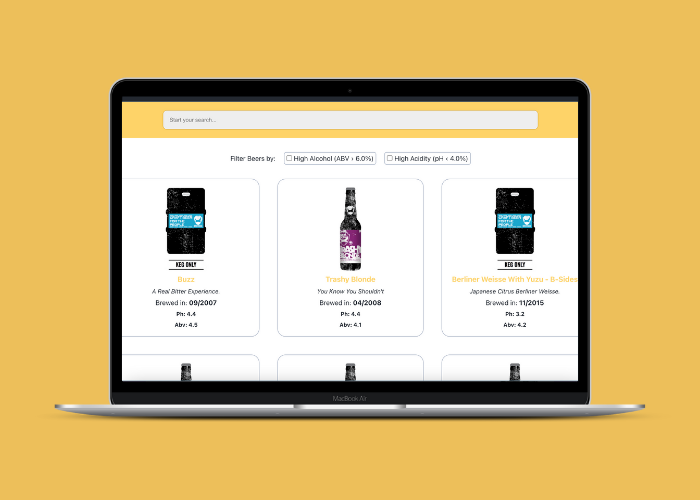 Start your search...
Filter Beers by:
High Alcohol (ABV > 6.0%)
High Acidity (pH < 4.0%)
KEG ONLY
Buzz
A Real Bitter Experience.
Brewed in: 09/2007
Ph: 4.4
Abv: 4.5
Trashy Blonde
You Know You Shouldn't
Brewed in: 04/2008
Ph: 4.4
Abv: 4.1
KEG ONLY
Berliner Weisse With Yuzu - B-Sides
Japanese Citrus Berliner Weisse.
Brewed in: 11/2015
Ph: 3.2
Abv: 4.2
MacBook Air